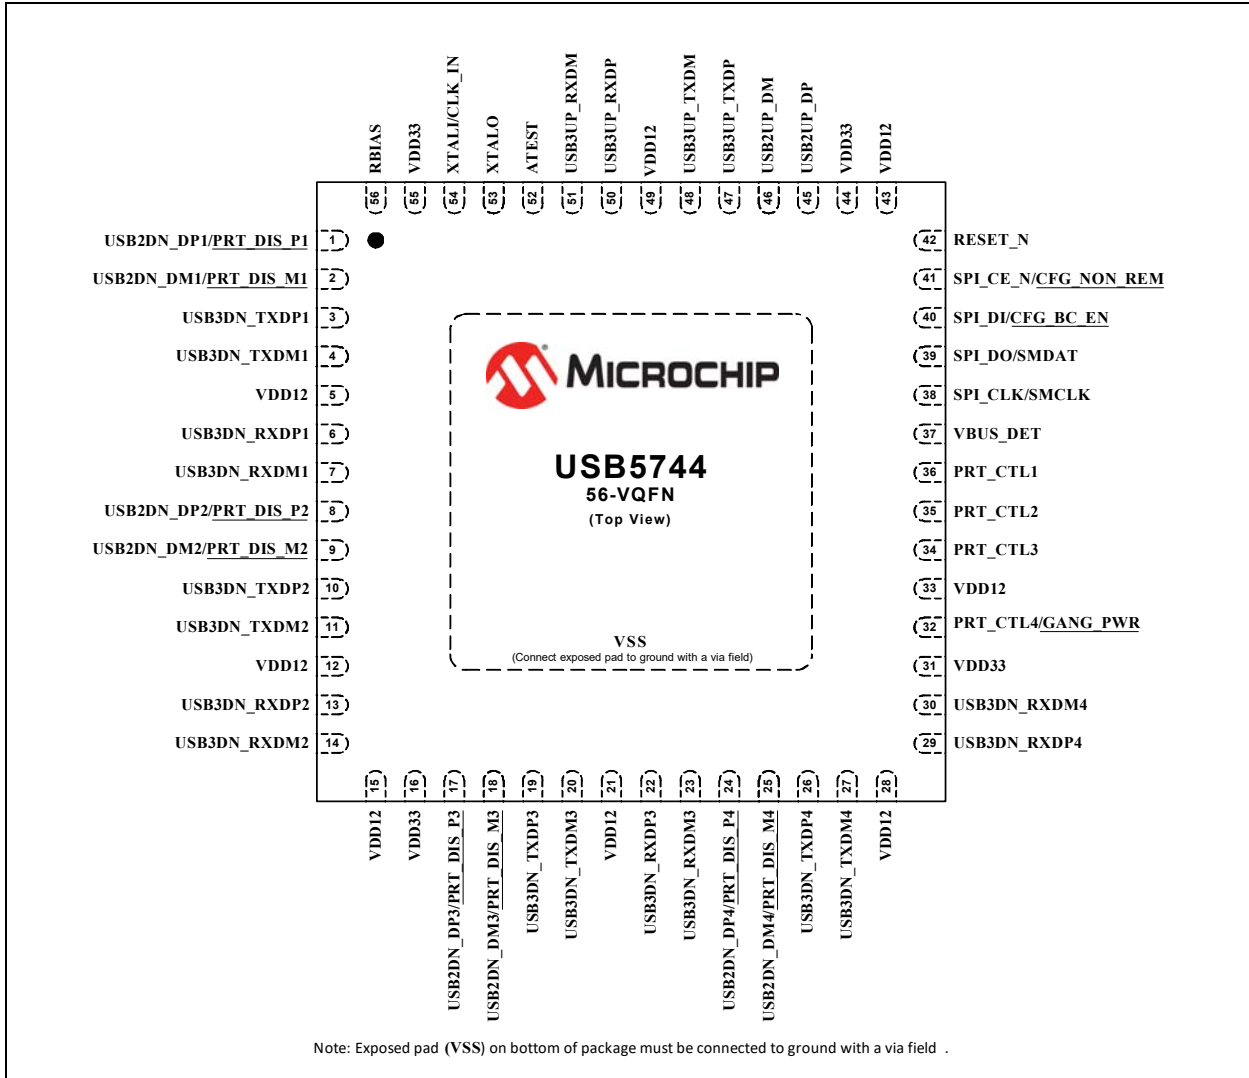 RBIAS
VDD33
XTALI/CLK_IN
XTALO
ATEST
USB3UP_RXDM
USB3UP_RXDP
VDD12
USB3UP_TXDM
USB3UP_TXDP
USB2UP_DM
USB2UP_DP
VDD33
VDD12
56
55
54
53
52
51
50
49
48
47
46
45
44
43
USB2DN_DP1/PRT_DIS_P1 1
USB2DN_DM1/PRT_DIS_M1 2
USB3DN_TXDP1 3
USB3DN_TXDM1 4
VDD12 5
USB3DN_RXDP1 6
USB3DN_RXDM1 7
USB2DN_DP2/PRT_DIS_P2 8
USB2DN_DM2/PRT_DIS_M2 9
USB3DN_TXDP2 10
USB3DN_TXDM2 11
VDD12 12
USB3DN_RXDP2 13
USB3DN_RXDM2 14
MICROCHIP®
USB5744
56-VQFN
(Top View)
VSS
(Connect exposed pad to ground with a via field)
42 RESET_N
41 SPI_CE_N/CFG_NON_REM
40 SPI_DI/CFG_BC_EN
39 SPI_DO/SMDAT
38 SPI_CLK/SMCLK
37 VBUS_DET
36 PRT_CTL1
35 PRT_CTL2
34 PRT_CTL3
33 VDD12
32 PRT_CTL4/GANG_PWR
31 VDD33
30 USB3DN_RXDM4
29 USB3DN_RXDP4
15
16
17
18
19
20
21
22
23
24
25
26
27
28
VDD12
VDD33
USB2DN_DP3/PRT_DIS_P3
USB2DN_DM3/PRT_DIS_M3
USB3DN_TXDP3
USB3DN_TXDM3
VDD12
USB3DN_RXDP3
USB3DN_RXDM3
USB2DN_DP4/PRT_DIS_P4
USB2DN_DM4/PRT_DIS_M4
USB3DN_TXDP4
USB3DN_TXDM4
VDD12
Note: Exposed pad (VSS) on bottom of package must be connected to ground with a via field .